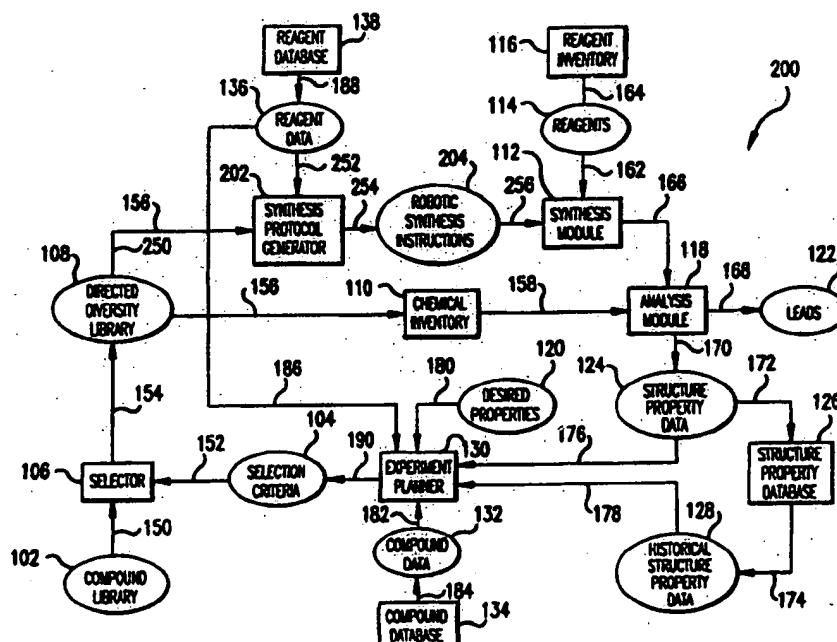 REAGENT
DATABASE
138
116
REAGENT
INVENTORY
188
164
200
136
REAGENT
DATA
114
REAGENTS
202
252
204
112
162
156
250
SYNTHESIS
PROTOCOL
GENERATOR
254
ROBOTIC
SYNTHESIS
INSTRUCTIONS
256
SYNTHESIS
MODULE
166
108
DIRECTED
DIVERSITY
LIBRARY
156
110
CHEMICAL
INVENTORY
158
118
ANALYSIS
MODULE
168
122
LEADS
170
154
186
180
120
DESIRED
PROPERTIES
124
STRUCTURE
PROPERTY
DATA
172
126
104
130
176
106
SELECTOR
152
SELECTION
CRITERIA
190
EXPERIMENT
PLANNER
178
STRUCTURE
PROPERTY
DATABASE
150
182
132
128
102
COMPOUND
LIBRARY
COMPOUND
DATA
HISTORICAL
STRUCTURE
PROPERTY
DATA
174
184
COMPOUND
DATABASE
134